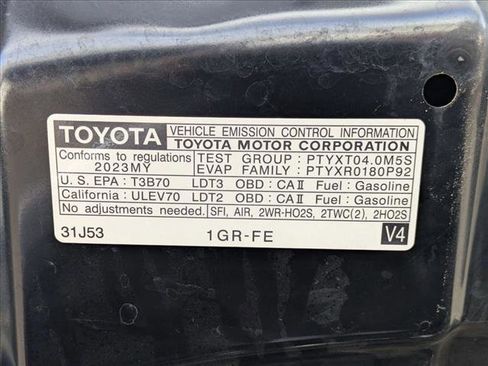 TOYOTA VEHICLE EMISSION CONTROL INFORMATION
TOYOTA MOTOR CORPORATION
Conforms to regulations 2023MY
TEST GROUP : PTYXT04.0M5S
EVAP FAMILY : PTYXR0180P92
U.S. EPA : T3B70 LDT3 OBD : CAⅡ Fuel : Gasoline
California : ULEV70 LDT2 OBD : CAⅡ Fuel : Gasoline
No adjustments needed. SFI, AIR, 2WR-HO2S, 2TWC(2), 2HO2S
31J53 1GR-FE V4